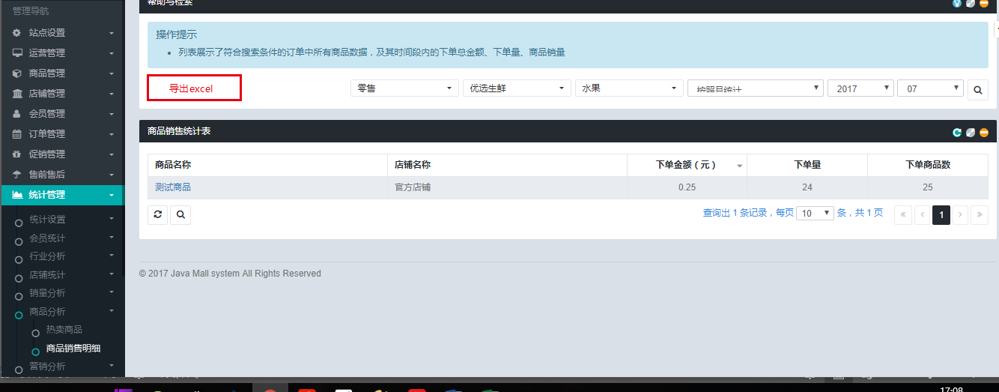 管理导航
站点设置
运营管理
商品管理
店铺管理
会员管理
订单管理
促销管理
售前售后
统计管理
统计设置
会员统计
行业分析
店铺统计
销量分析
商品分析
热卖商品
商品销售明细
营销分析
帮助与检索
操作提示
列表展示了符合搜索条件的订单中所有商品数据，及其时间段内的下单总金额、下单量、商品销量
导出excel 零售 优选生鲜 水果 按照月统计 2017 07
商品销售统计表
商品名称 店铺名称 下单金额（元） 下单量 下单商品数
测试商品 官方店铺 0.25 24 25
查询出 1 条记录，每页 10 条，共 1 页 « ‹ 1 › »
© 2017 Java Mall system All Rights Reserved
17:08